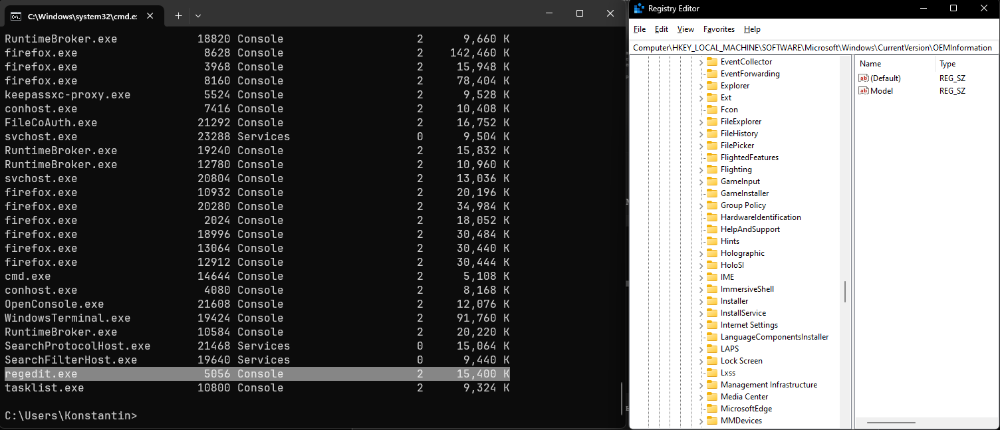 C:\Windows\system32\cmd.e:
RuntimeBroker.exe 18820 Console 2 9,660 K
firefox.exe 8628 Console 2 142,460 K
firefox.exe 3968 Console 2 15,948 K
firefox.exe 8160 Console 2 78,404 K
keepassxc-proxy.exe 5524 Console 2 9,528 K
conhost.exe 7416 Console 2 10,408 K
FileCoAuth.exe 21292 Console 2 16,752 K
svchost.exe 23288 Services 0 9,504 K
RuntimeBroker.exe 19240 Console 2 15,832 K
RuntimeBroker.exe 12780 Console 2 10,960 K
svchost.exe 20804 Console 2 13,036 K
firefox.exe 10932 Console 2 20,196 K
firefox.exe 20280 Console 2 34,984 K
firefox.exe 2024 Console 2 18,052 K
firefox.exe 18996 Console 2 30,484 K
firefox.exe 13064 Console 2 30,440 K
firefox.exe 12912 Console 2 30,444 K
cmd.exe 14644 Console 2 5,108 K
conhost.exe 4080 Console 2 8,168 K
OpenConsole.exe 21608 Console 2 12,076 K
WindowsTerminal.exe 19424 Console 2 91,760 K
RuntimeBroker.exe 10584 Console 2 20,220 K
SearchProtocolHost.exe 21468 Services 0 15,064 K
SearchFilterHost.exe 19640 Services 0 9,440 K
regedit.exe 5056 Console 2 15,400 K
tasklist.exe 10800 Console 2 9,324 K
C:\Users\Konstantin>
Registry Editor
File Edit View Favorites Help
Computer\HKEY_LOCAL_MACHINE\SOFTWARE\Microsoft\Windows\CurrentVersion\OEMInformation
EventCollector
EventForwarding
Explorer
Ext
Fcon
FileExplorer
FileHistory
FilePicker
FlightedFeatures
Flighting
GameInput
GameInstaller
Group Policy
HardwareIdentification
HelpAndSupport
Hints
Holographic
HoloSI
IME
ImmersiveShell
Installer
InstallService
Internet Settings
LanguageComponentsInstaller
LAPS
Lock Screen
Lxss
Management Infrastructure
Media Center
MicrosoftEdge
MMDevices
Name Type
(Default) REG_SZ
Model REG_SZ